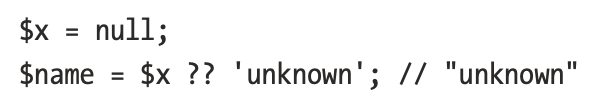 $x = null;
$name = $x ?? 'unknown'; // "unknown"